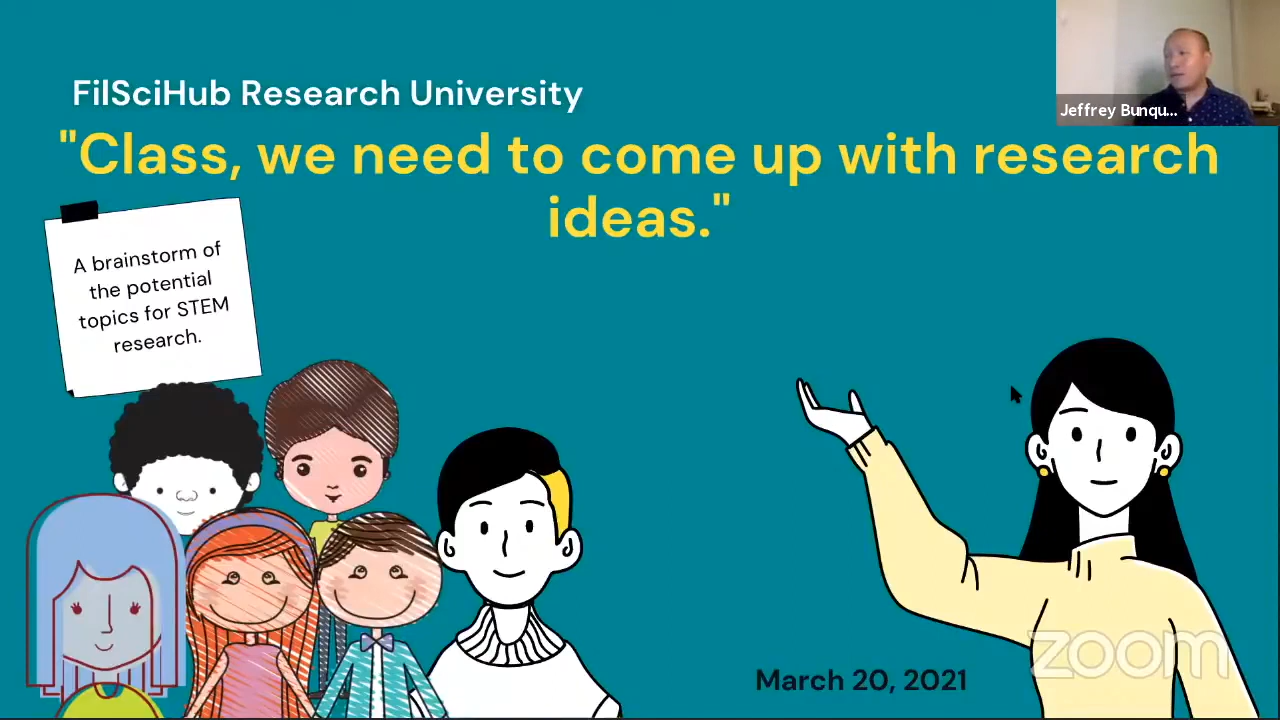 FilSciHub Research University
Jeffrey Bunqu...
"Class, we need to come up with research
ideas."
A brainstorm of
the potential
topics for STEM
research.
March 20, 2021
zoom